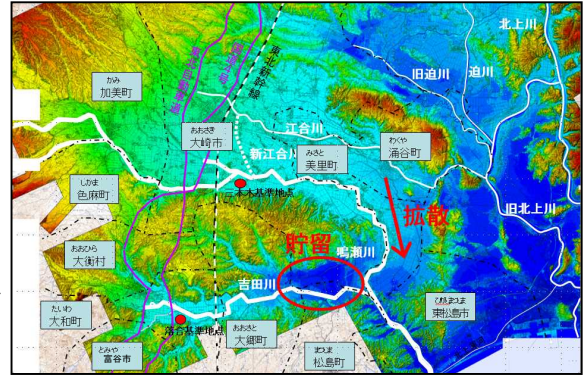 北上川
旧迫川
迫川
東北新幹線
かみ
加美町
江合川
おおさき
大崎市
わくや
涌谷町
新江合川
みさと
美里町
しかま
色麻町
三本木基準地点
旧北上川
拡散
貯留
鳴瀬川
おおひら
大衡村
吉田川
ひがしまつしま
東松島市
たいわ
大和町
落合基準地点
おおさと
大郷町
まつしま
松島町
とみや
富谷市